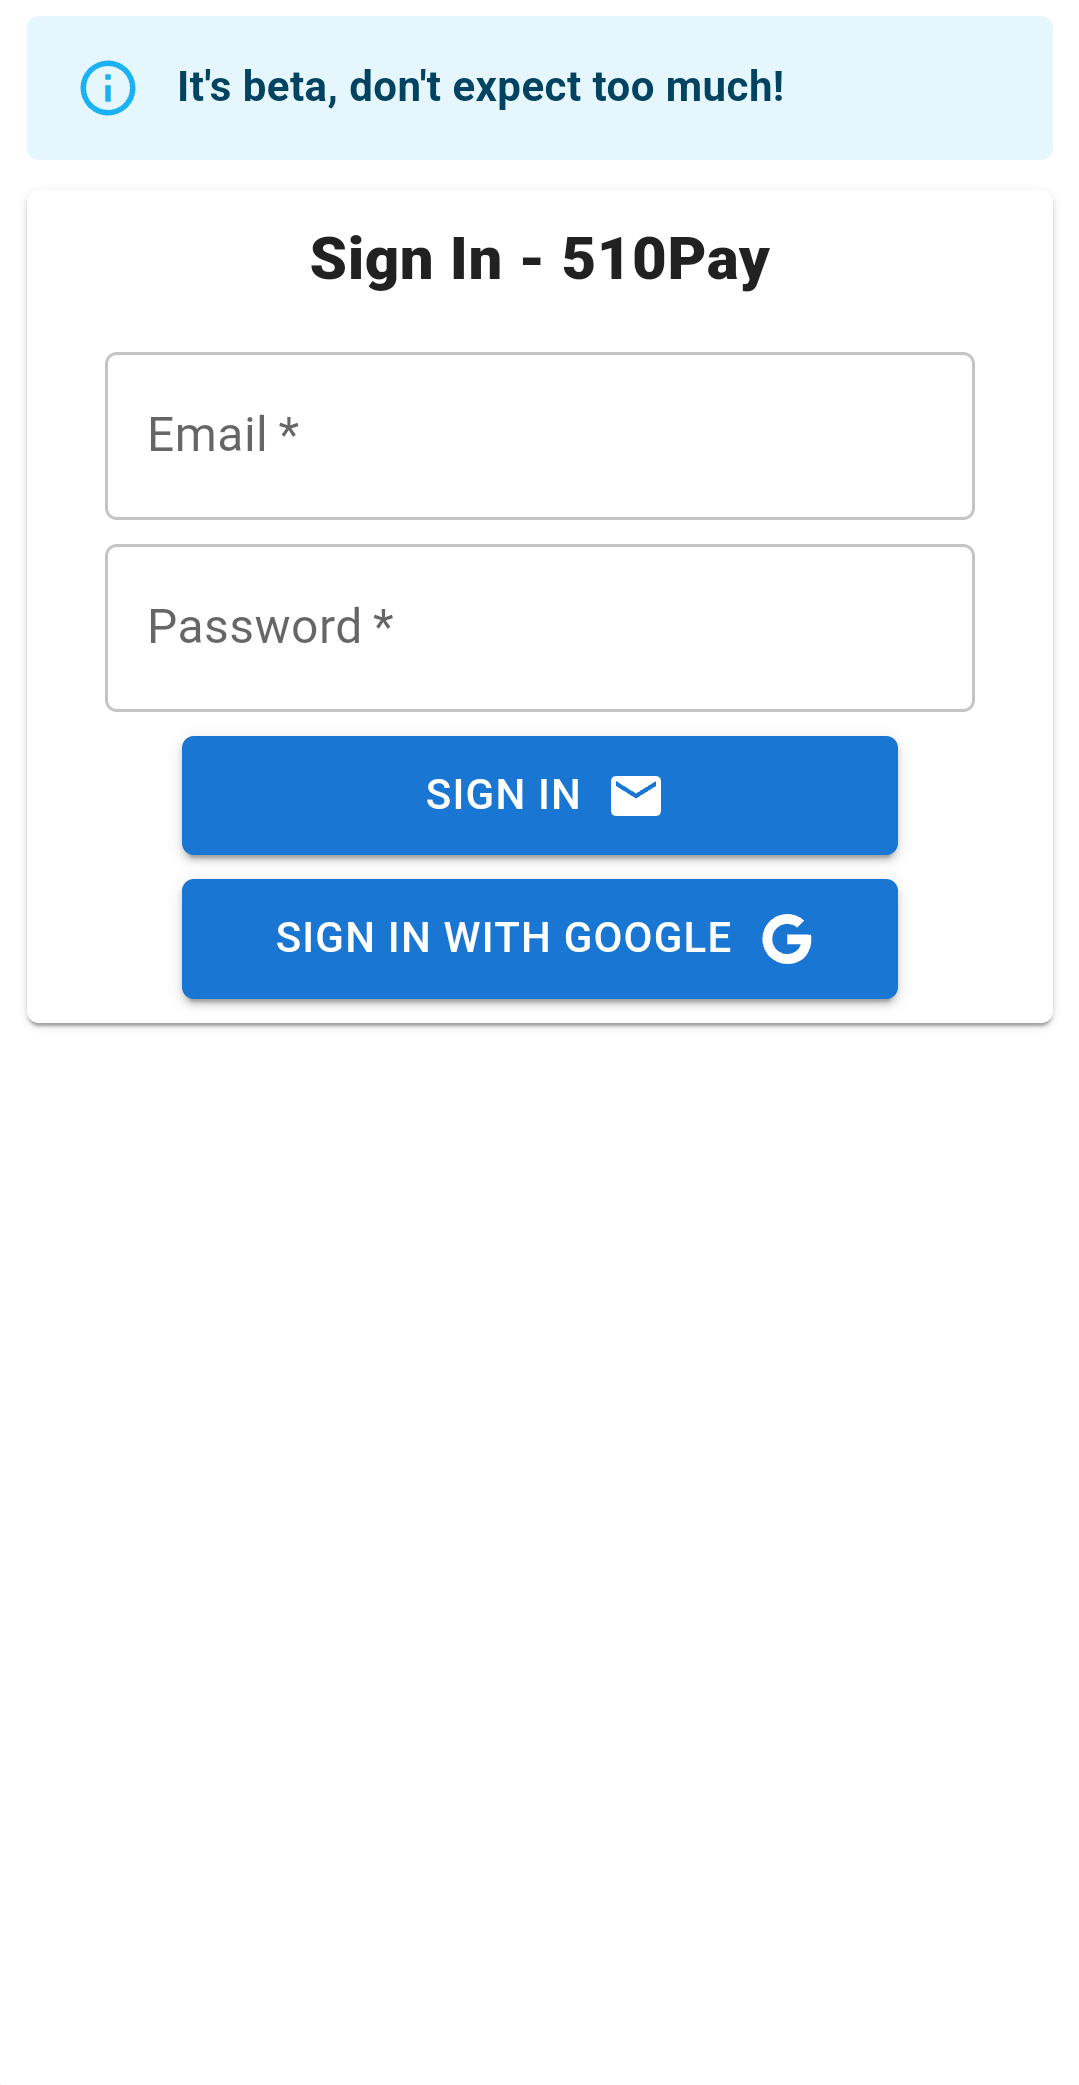 It's beta, don't expect too much!
Sign In - 510Pay
Email *
Password *
SIGN IN
SIGN IN WITH GOOGLE